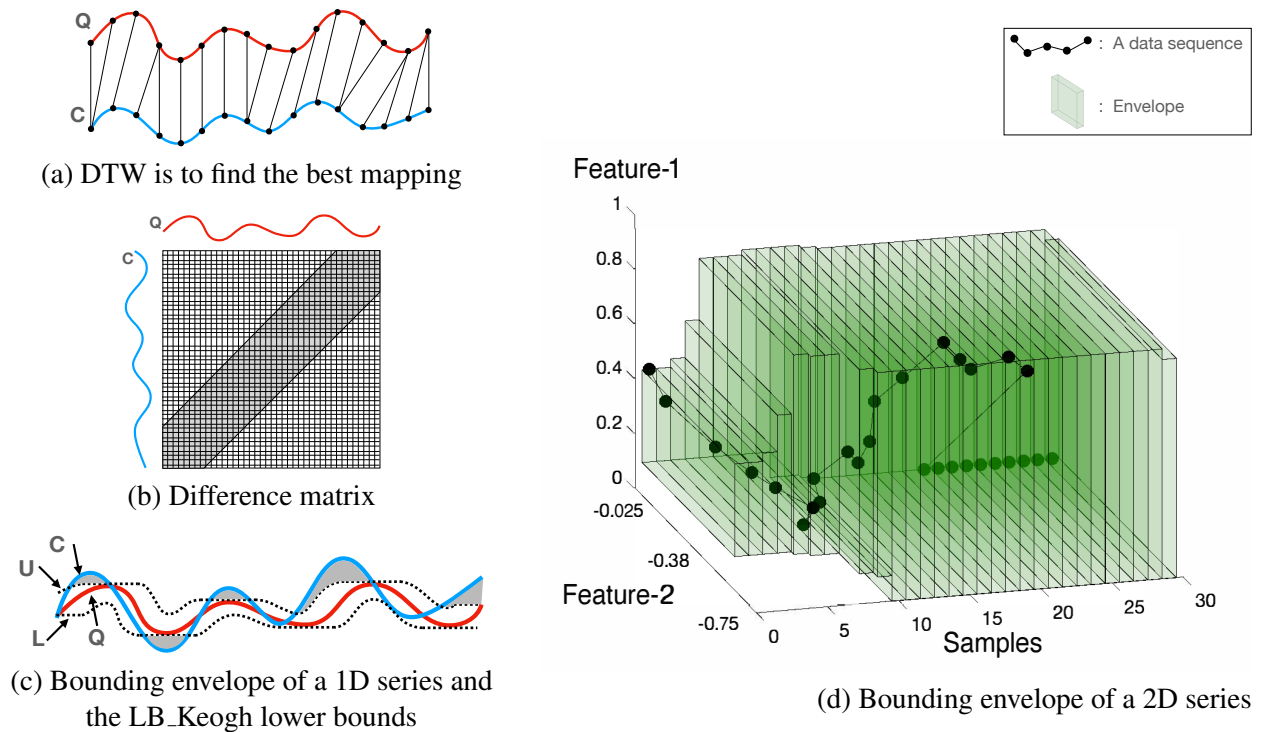 Q
C
(a) DTW is to find the best mapping
Q
C
(b) Difference matrix
C
U
L
Q
(c) Bounding envelope of a 1D series and
the LB_Keogh lower bounds
: A data sequence
: Envelope
Feature-1
1
0.8
0.6
0.4
0.2
0
-0.025
-0.38
-0.75
Feature-2
0
5
10
15
20
25
30
Samples
(d) Bounding envelope of a 2D series